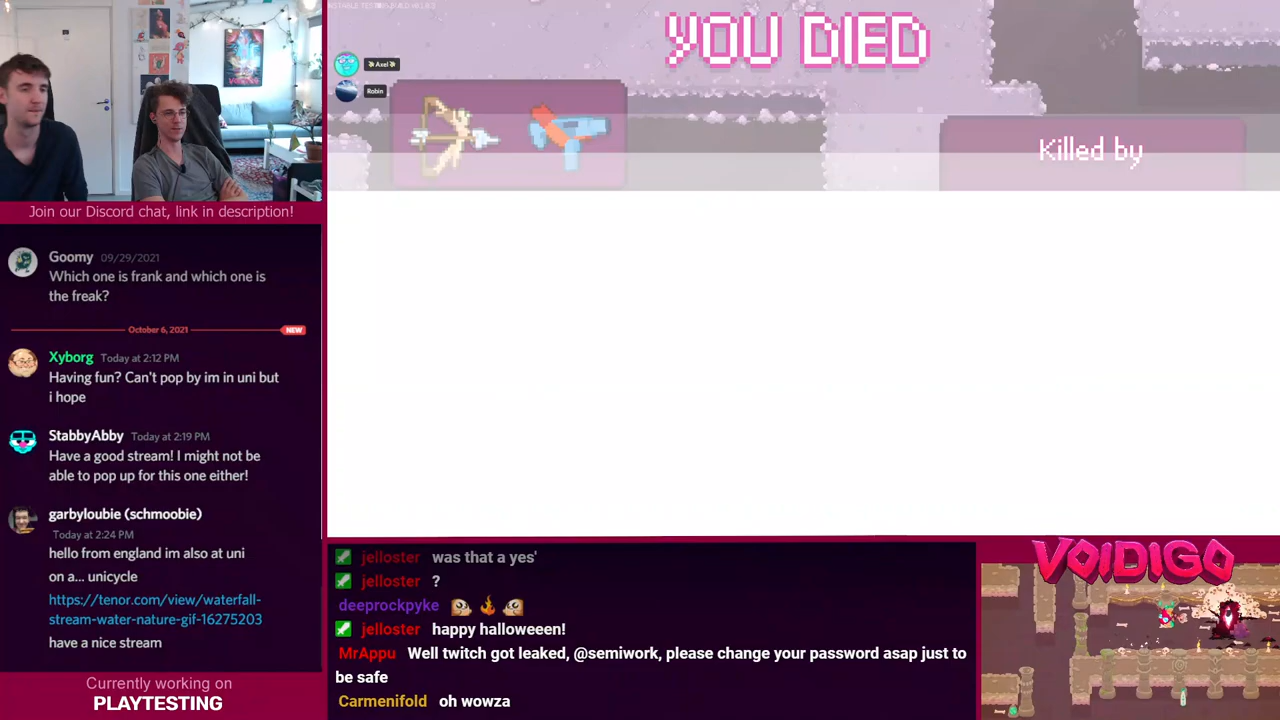 YOU DIED
Axel
Robin
Killed by
Join our Discord chat, link in description!
Goomy 09/29/2021
Which one is frank and which one is
the freak?
October 6, 2021 NEW
Xyborg Today at 2:12 PM
Having fun? Can't pop by im in uni but
i hope
StabbyAbby Today at 2:19 PM
Have a good stream! I might not be
able to pop up for this one either!
garbyloubie (schmoobie)
Today at 2:24 PM
hello from england im also at uni
on a... unicycle
https://tenor.com/view/waterfall-
stream-water-nature-gif-16275203
have a nice stream
Currently working on
PLAYTESTING
jelloster was that a yes'
jelloster ?
deeprockpyke
jelloster happy halloweeen!
MrAppu Well twitch got leaked, @semiwork, please change your password asap just to
be safe
Carmenifold oh wowza
VOIDIGO